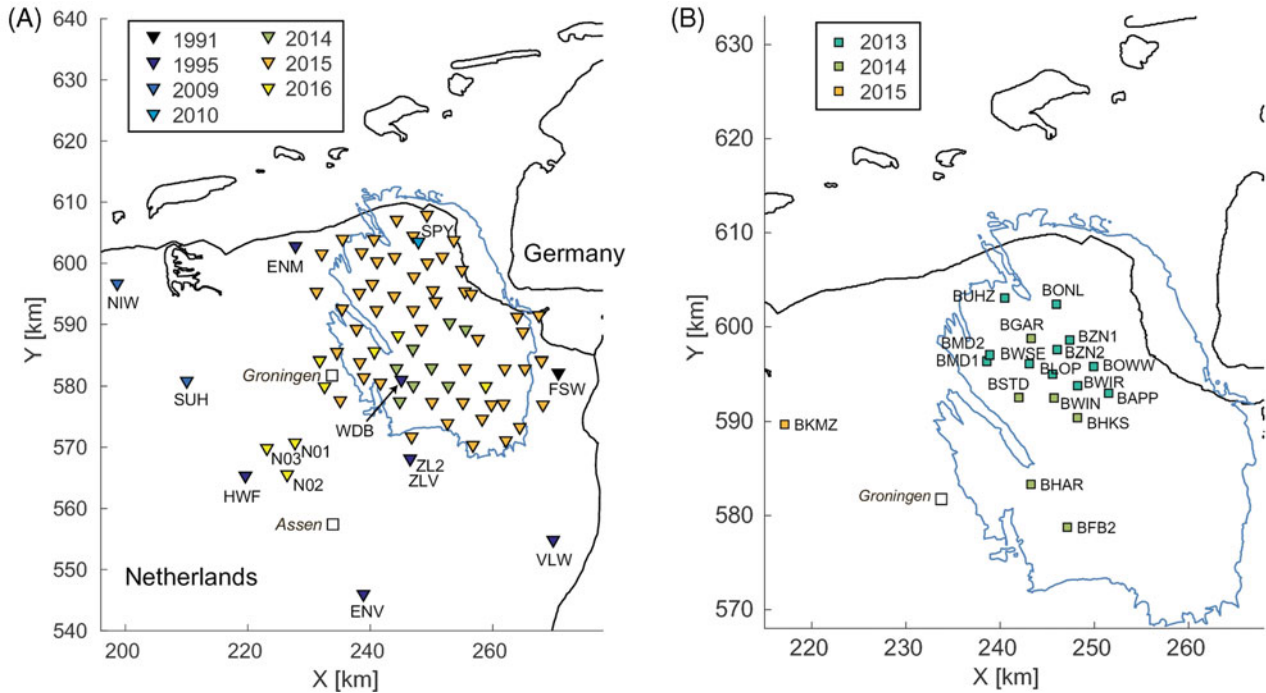 (A)
1991
1995
2009
2010
2014
2015
2016
640
630
620
610
600
590
580
570
560
550
540
Y [km]
200
220
240
260
X [km]
SPY
ENM
NIW
Germany
Groningen
SUH
FSW
WDB
N01
N03
N02
HWF
ZL2
ZLV
Assen
VLW
Netherlands
ENV
(B)
2013
2014
2015
630
620
610
600
590
580
570
Y [km]
220
230
240
250
260
X [km]
BUHZ
BONL
BGAR
BZN1
BMD2
BWSE
BZN2
BMD1
BLOP
BOWW
BSTD
BWIR
BWIN
BAPP
BKMZ
BHKS
BHAR
Groningen
BFB2